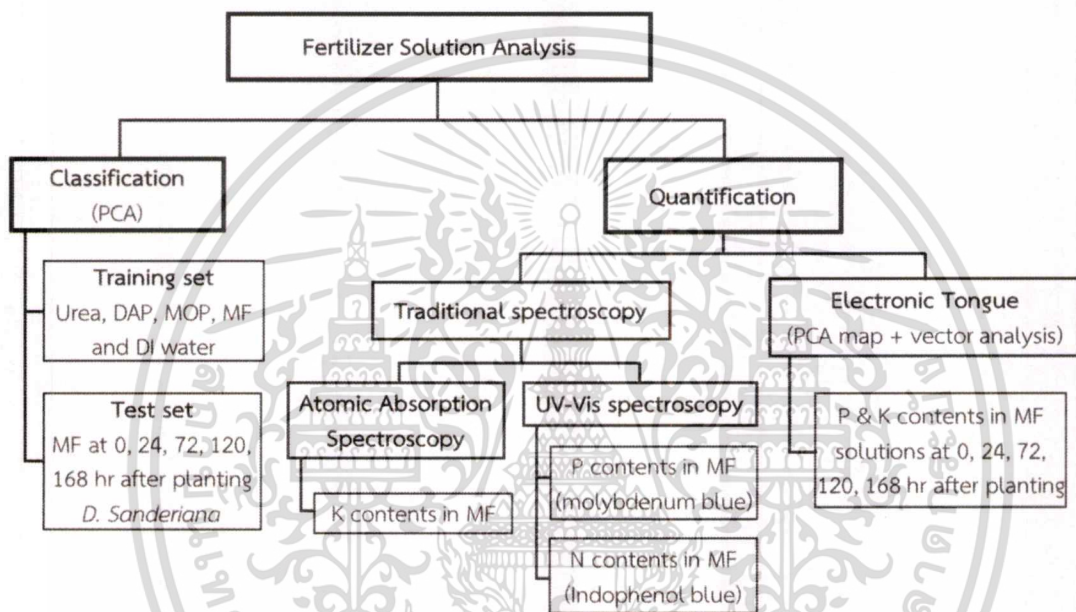 Fertilizer Solution Analysis
Classification
(PCA)
Training set
Urea, DAP, MOP, MF
and DI water
Test set
MF at 0, 24, 72, 120,
168 hr after planting
D. Sanderiana
Quantification
Traditional spectroscopy
Atomic Absorption
Spectroscopy
K contents in MF
UV-Vis spectroscopy
P contents in MF
(molybdenum blue)
N contents in MF
(Indophenol blue)
Electronic Tongue
(PCA map + vector analysis)
P & K contents in MF
solutions at 0, 24, 72,
120, 168 hr after planting